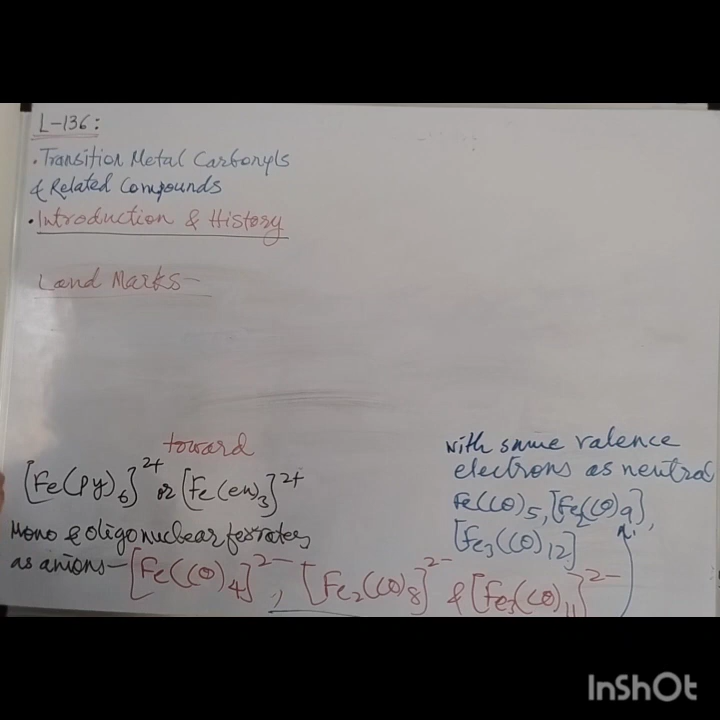 L-136:
• Transition Metal Carbonyls
& Related Compounds
• Introduction & History
Land Marks-
toward
[Fe(Py)6]2+ or [Fe(en)3]2+
Mono & oligonuclear ferrates
as anions- [Fe(CO)4]2-, [Fe2(CO)8]2- & [Fe3(CO)11]2-
with same valence
electrons as neutral
Fe(CO)5, [Fe2(CO)9],
[Fe3(CO)12]
InShOt